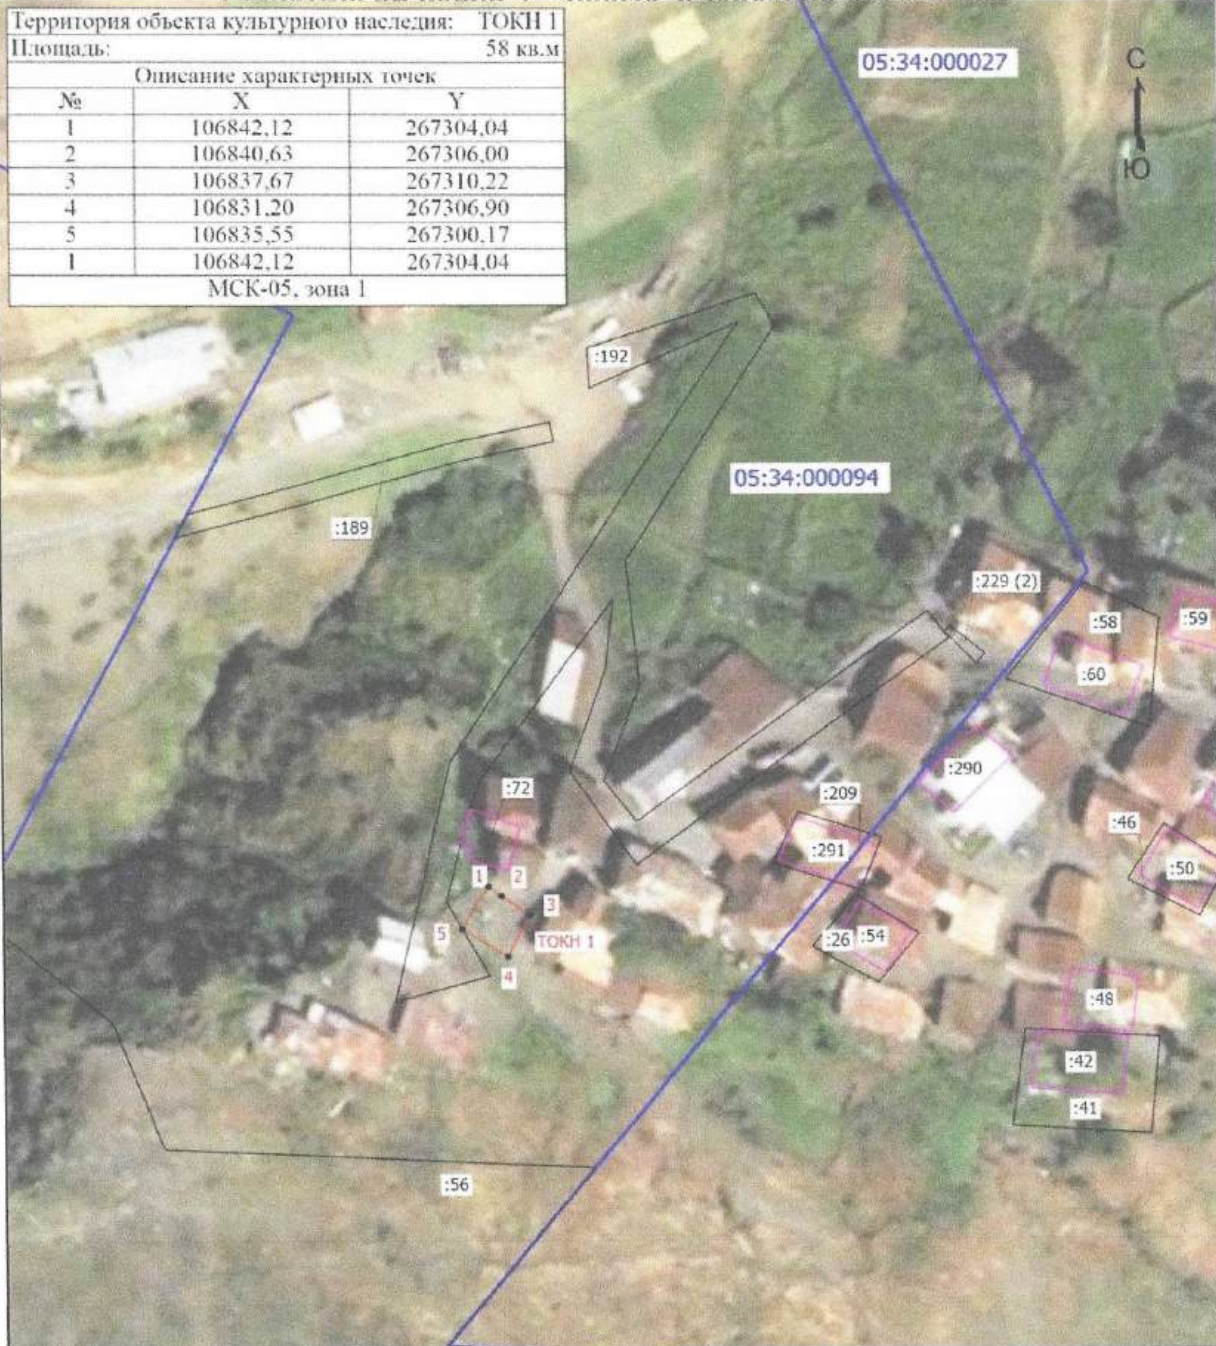 Территория объекта культурного наследия: ТОКН 1
Площадь: 58 кв.м
Описание характерных точек
№ X Y
1 106842,12 267304,04
2 106840,63 267306,00
3 106837,67 267310,22
4 106831,20 267306,90
5 106835,55 267300,17
1 106842,12 267304,04
МСК-05, зона 1
05:34:000027
С
Ю
:192
05:34:000094
:189
:229 (2)
:58
:59
:60
:290
:72
:209
:46
:291
:50
1
2
3
5
ТОКН 1
:26
:54
4
:48
:42
:41
:56